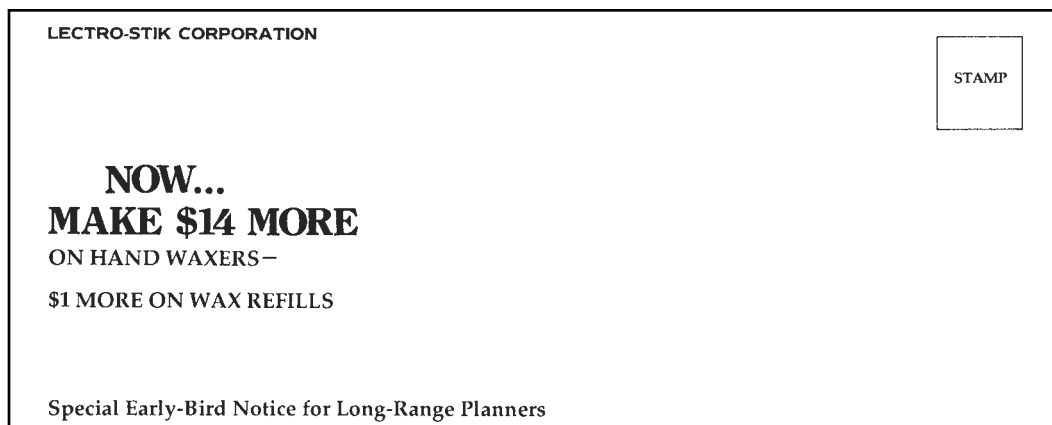 LECTRO-STIK CORPORATION
STAMP
NOW...
MAKE $14 MORE
ON HAND WAXERS—
$1 MORE ON WAX REFILLS
Special Early-Bird Notice for Long-Range Planners